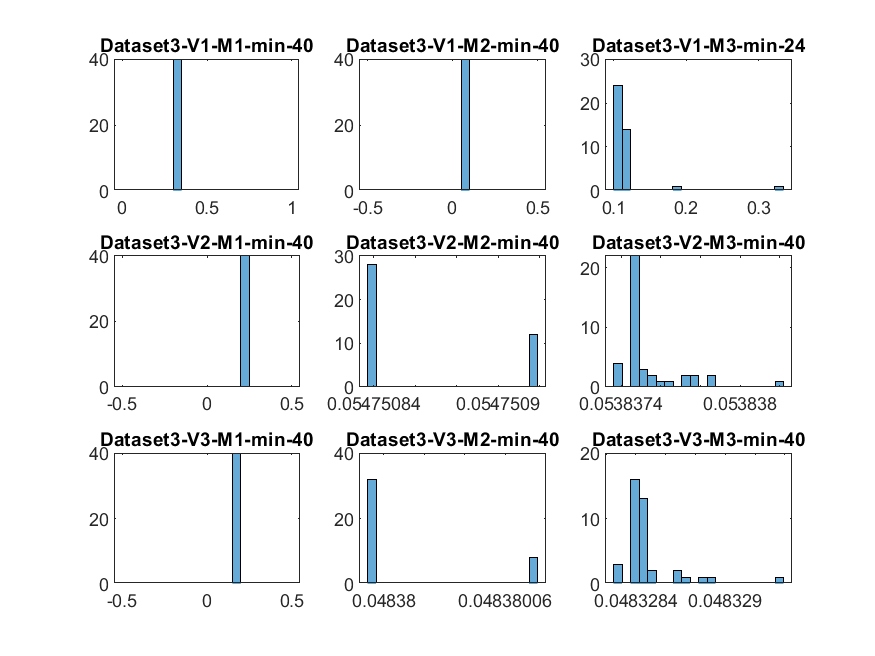 Dataset3-V1-M1-min-40 Dataset3-V1-M2-min-40 Dataset3-V1-M3-min-24
40 40 30
20 20 20
10
0 0 0
0 0.5 1 -0.5 0 0.5 0.1 0.2 0.3
Dataset3-V2-M1-min-40 Dataset3-V2-M2-min-40 Dataset3-V2-M3-min-40
40 30
20 20 20
10 10
0 0 0
-0.5 0 0.5 0.05475084 0.0547509 0.0538374 0.053838
Dataset3-V3-M1-min-40 Dataset3-V3-M2-min-40 Dataset3-V3-M3-min-40
40 40 20
20 20 10
0 0 0
-0.5 0 0.5 0.04838 0.04838006 0.0483284 0.048329